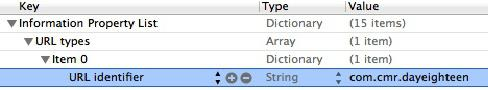 Key Type Value
Information Property List Dictionary (15 items)
URL types Array (1 item)
Item 0 Dictionary (1 item)
URL identifier String com.cmr.dayeighteen